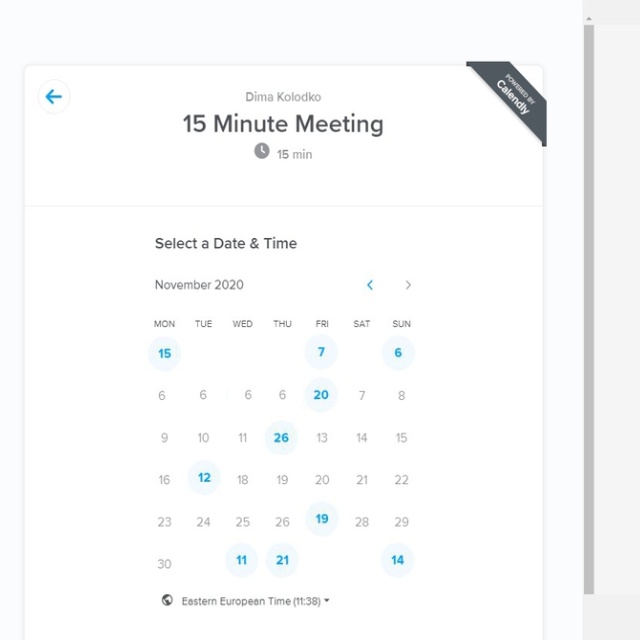 POWERED BY
Calendly
Dima Kolodko
15 Minute Meeting
15 min
Select a Date & Time
November 2020
MON TUE WED THU FRI SAT SUN
15 7 6
6 6 6 6 20 7 8
9 10 11 26 13 14 15
16 12 18 19 20 21 22
23 24 25 26 19 28 29
30 11 21 14
Eastern European Time (11:38)